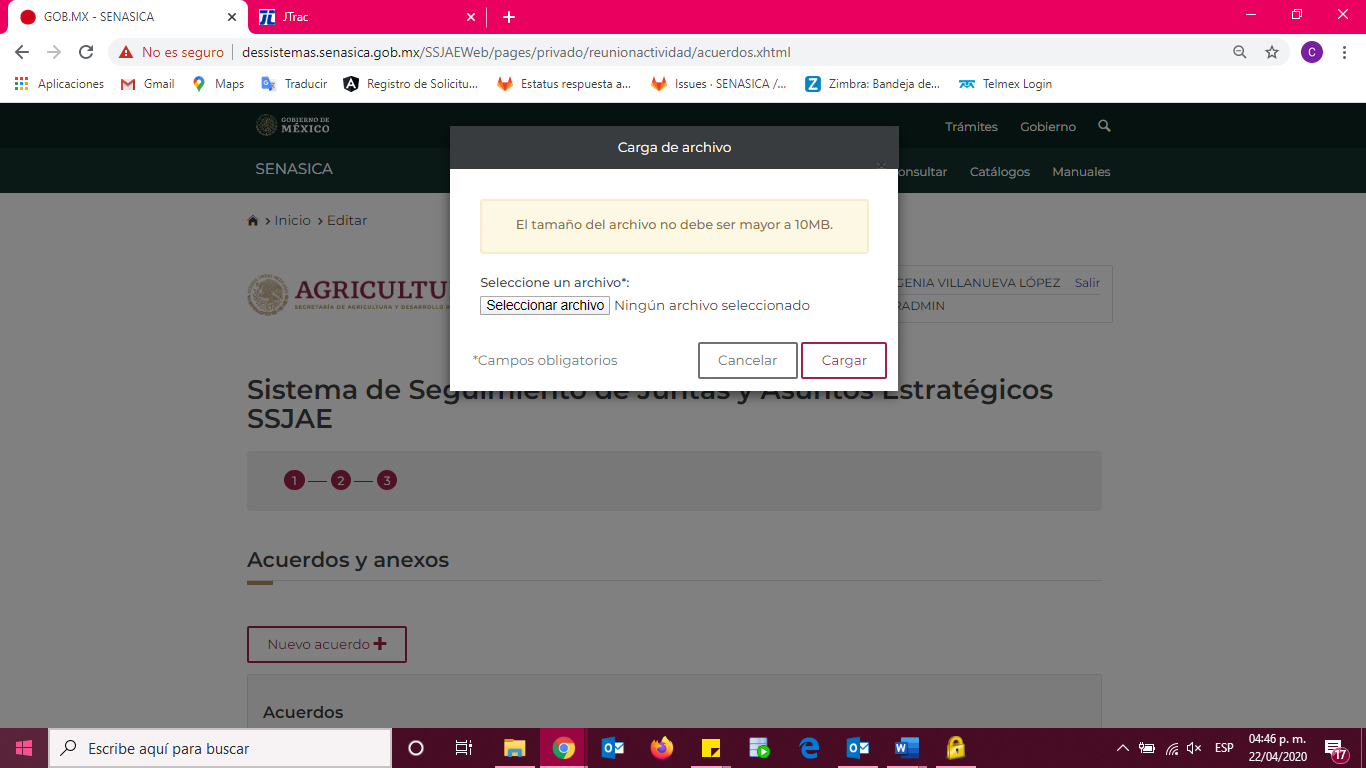 GOB.MX - SENASICA
JTrac
No es seguro
dessistemas.senasica.gob.mx/SSJAEWeb/pages/privado/reunionactividad/acuerdos.xhtml
C
Aplicaciones
Gmail
Maps
Traducir
Registro de Solicitu...
Estatus respuesta a...
Issues · SENASICA /...
Zimbra: Bandeja de...
Telmex Login
GOBIERNO DE
MÉXICO
Trámites
Gobierno
SENASICA
onsultar
Catálogos
Manuales
Carga de archivo
El tamaño del archivo no debe ser mayor a 10MB.
Seleccione un archivo*:
Seleccionar archivo
Ningún archivo seleccionado
*Campos obligatorios
Cancelar
Cargar
Inicio
Editar
AGRICULTU
SECRETARÍA DE AGRICULTURA Y DESARROLLO R
GENIA VILLANUEVA LÓPEZ
Salir
RADMIN
Sistema de Seguimiento de Juntas y Asuntos Estratégicos
SSJAE
1
2
3
Acuerdos y anexos
Nuevo acuerdo
Acuerdos
Escribe aquí para buscar
ESP
04:46 p. m.
22/04/2020
17